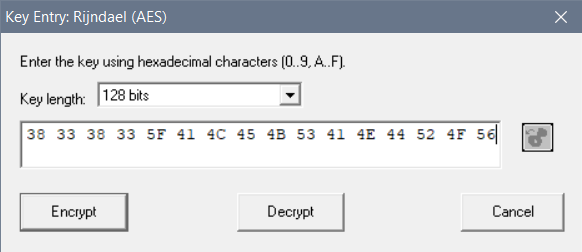 Key Entry: Rijndael (AES)
Enter the key using hexadecimal characters (0..9, A..F).
Key length: 128 bits
38 33 38 33 5F 41 4C 45 4B 53 41 4E 44 52 4F 56
Encrypt Decrypt Cancel